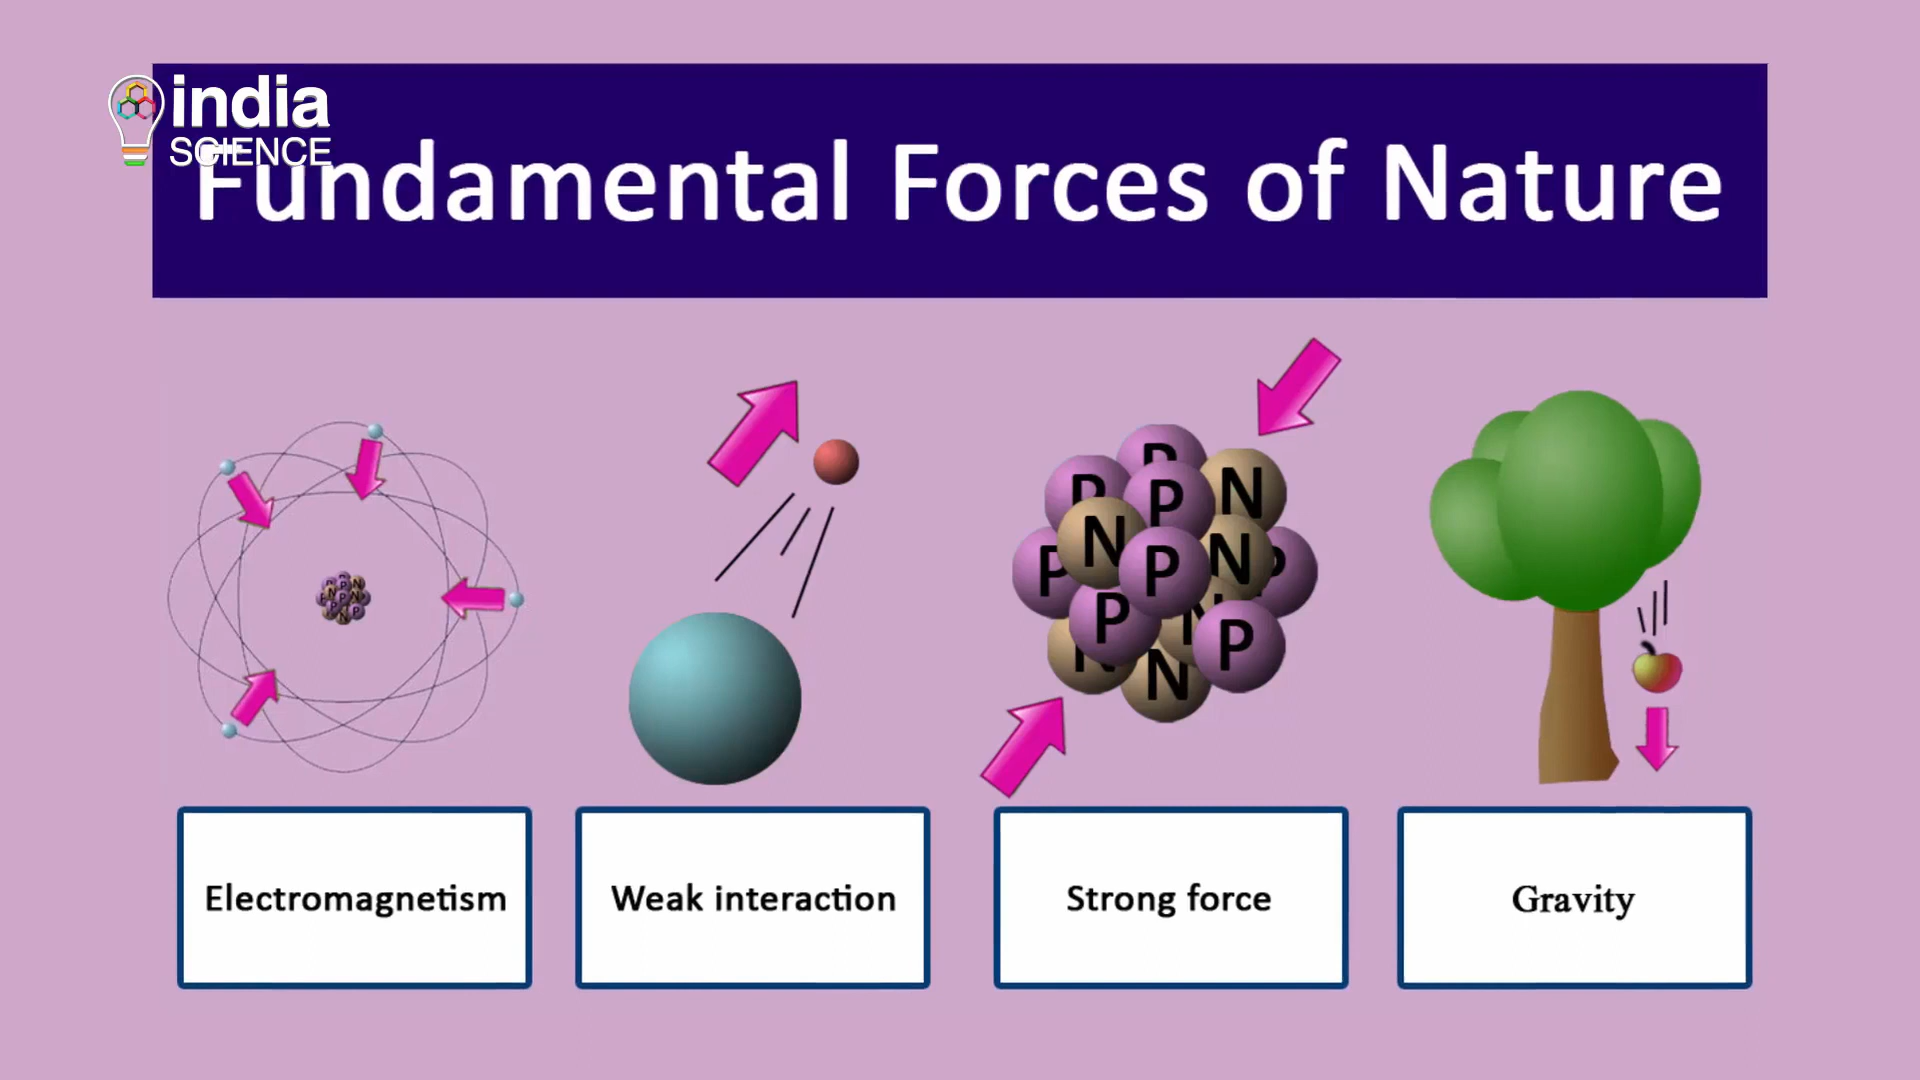 india
SCIENCE
Fundamental Forces of Nature
P
P
P
N
N
P
N
P
P
P
P
N
P
N
N
Electromagnetism
Weak interaction
Strong force
Gravity